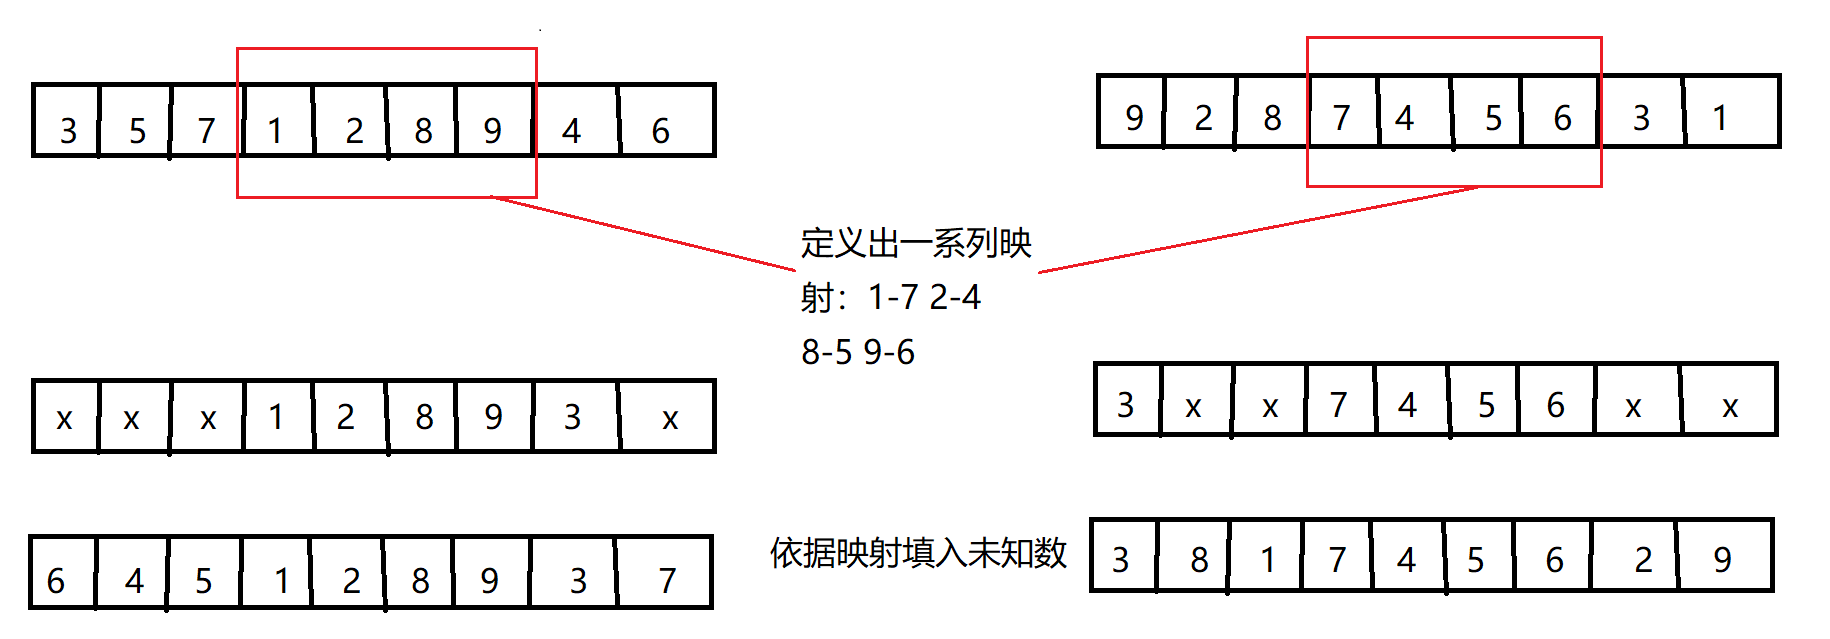 3 5 7 1 2 8 9 4 6
9 2 8 7 4 5 6 3 1
定义出一系列映
射：1-7 2-4
8-5 9-6
x x x 1 2 8 9 3 x
3 x x 7 4 5 6 x x
6 4 5 1 2 8 9 3 7
依据映射填入未知数
3 8 1 7 4 5 6 2 9